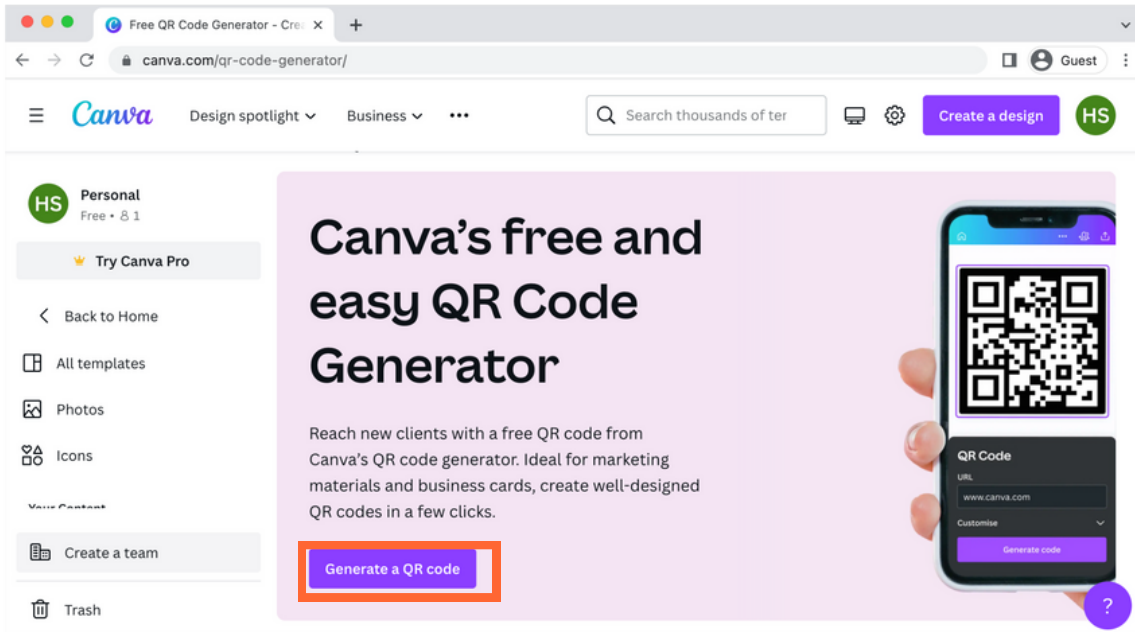 Free QR Code Generator - Cre
canva.com/qr-code-generator/
Guest
Canva
Design spotlight
Business
Search thousands of ter
Create a design
HS
HS
Personal
Free • 1
Try Canva Pro
Back to Home
All templates
Photos
Icons
Your Content
Create a team
Trash
Canva's free and
easy QR Code
Generator
Reach new clients with a free QR code from
Canva's QR code generator. Ideal for marketing
materials and business cards, create well-designed
QR codes in a few clicks.
Generate a QR code
QR Code
URL
www.canva.com
Customise
Generate code
?